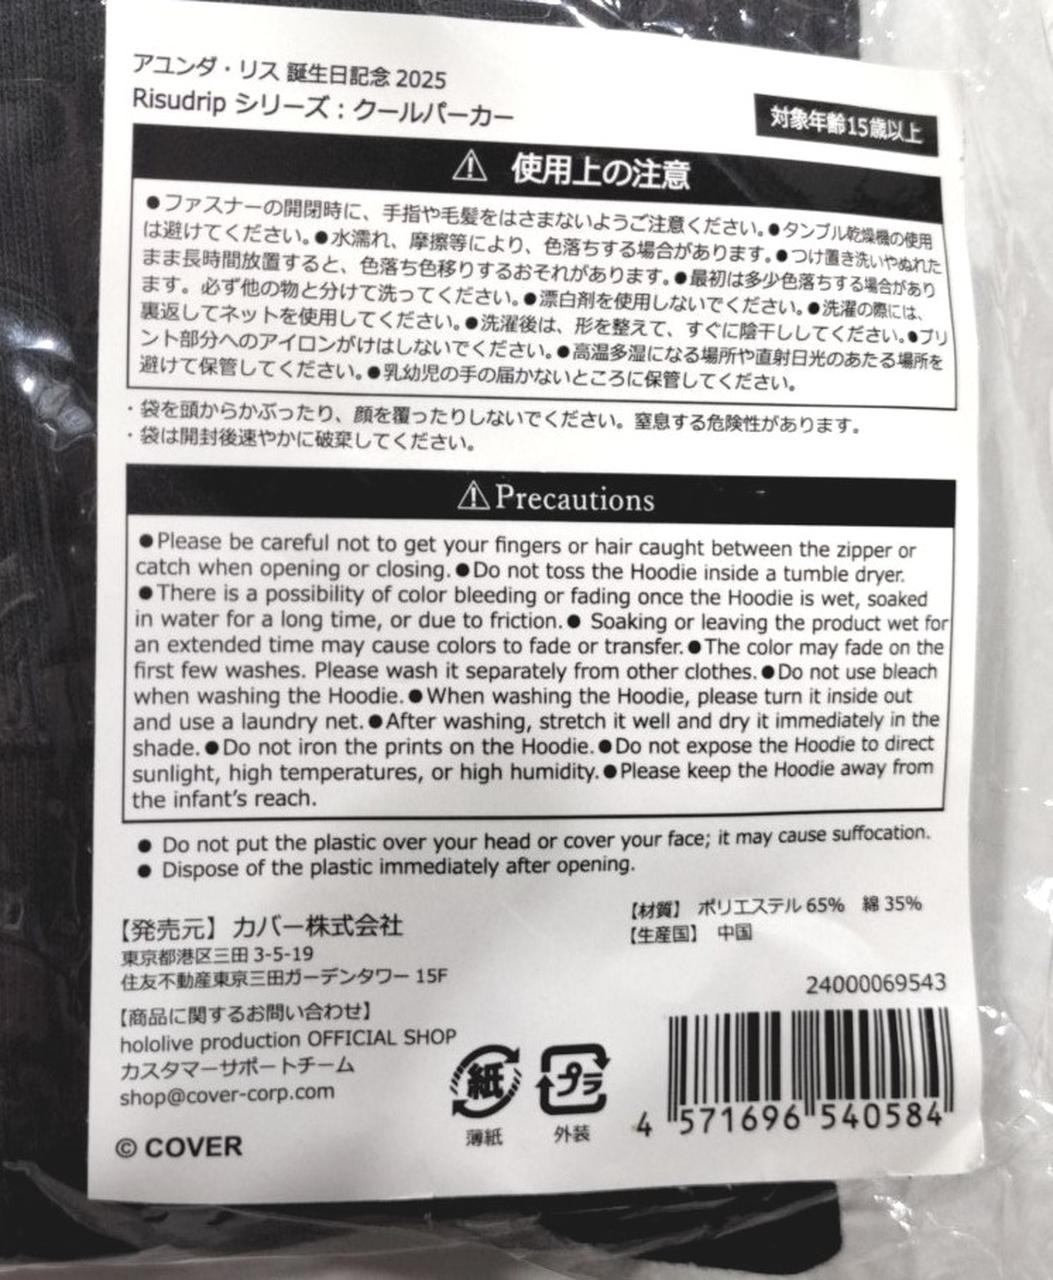 アユンダ・リス 誕生日記念 2025
Risudrip シリーズ：クールパーカー
対象年齢15歳以上
⚠ 使用上の注意
●ファスナーの開閉時に、手指や毛髪をはさまないようご注意ください。●タンブル乾燥機の使用
は避けてください。●水濡れ、摩擦等により、色落ちする場合があります。●つけ置き洗いやぬれた
まま長時間放置すると、色落ち色移りするおそれがあります。●最初は多少色落ちする場合があり
ます。必ず他の物と分けて洗ってください。●漂白剤を使用しないでください。●洗濯の際には、
裏返してネットを使用してください。●洗濯後は、形を整えて、すぐに陰干ししてください。●プリ
ント部分へのアイロンがけはしないでください。●高温多湿になる場所や直射日光のあたる場所を
避けて保管してください。●乳幼児の手の届かないところに保管してください。
・袋を頭からかぶったり、顔を覆ったりしないでください。窒息する危険性があります。
・袋は開封後速やかに破棄してください。
⚠Precautions
●Please be careful not to get your fingers or hair caught between the zipper or
catch when opening or closing.●Do not toss the Hoodie inside a tumble dryer.
●There is a possibility of color bleeding or fading once the Hoodie is wet, soaked
in water for a long time, or due to friction.● Soaking or leaving the product wet for
an extended time may cause colors to fade or transfer.●The color may fade on the
first few washes. Please wash it separately from other clothes.●Do not use bleach
when washing the Hoodie.●When washing the Hoodie, please turn it inside out
and use a laundry net.●After washing, stretch it well and dry it immediately in the
shade.●Do not iron the prints on the Hoodie.●Do not expose the Hoodie to direct
sunlight, high temperatures, or high humidity.●Please keep the Hoodie away from
the infant's reach.
● Do not put the plastic over your head or cover your face; it may cause suffocation.
● Dispose of the plastic immediately after opening.
【発売元】カバー株式会社
東京都港区三田 3-5-19
住友不動産東京三田ガーデンタワー 15F
【商品に関するお問い合わせ】
hololive production OFFICIAL SHOP
カスタマーサポートチーム
shop@cover-corp.com
© COVER
【材質】 ポリエステル 65% 綿 35%
【生産国】 中国
24000069543
紙
薄紙
プラ
外装
4 571696 540584